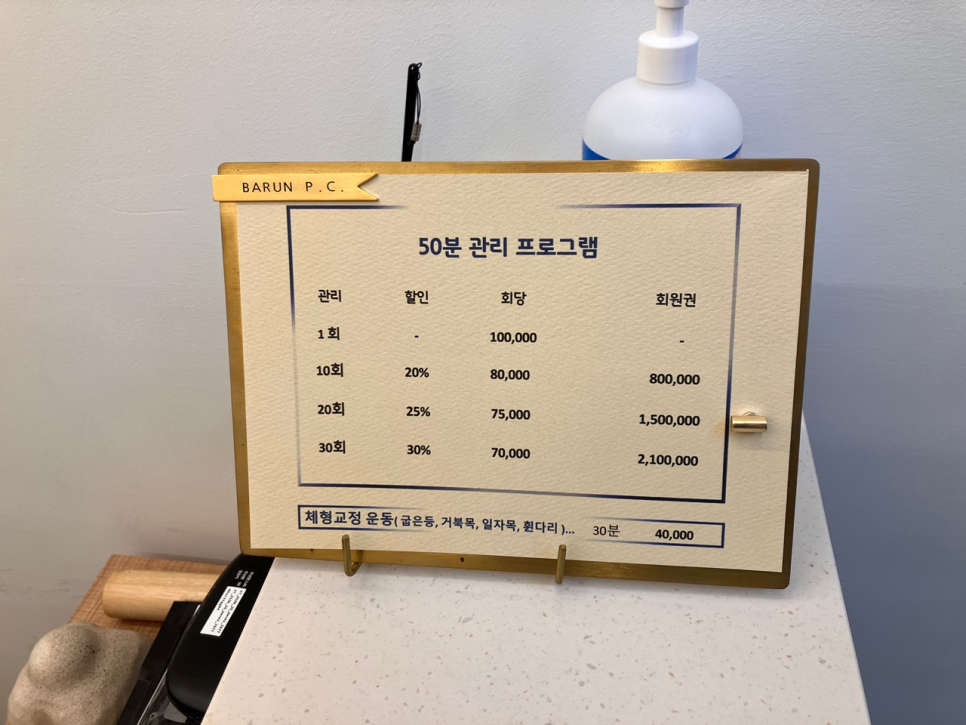 BARUN P.C.
50분 관리 프로그램
관리 할인 회당 회원권
1회 - 100,000 -
10회 20% 80,000 800,000
20회 25% 75,000 1,500,000
30회 30% 70,000 2,100,000
체형교정 운동( 굽은등, 거북목, 일자목, 휜다리 )... 30분 40,000